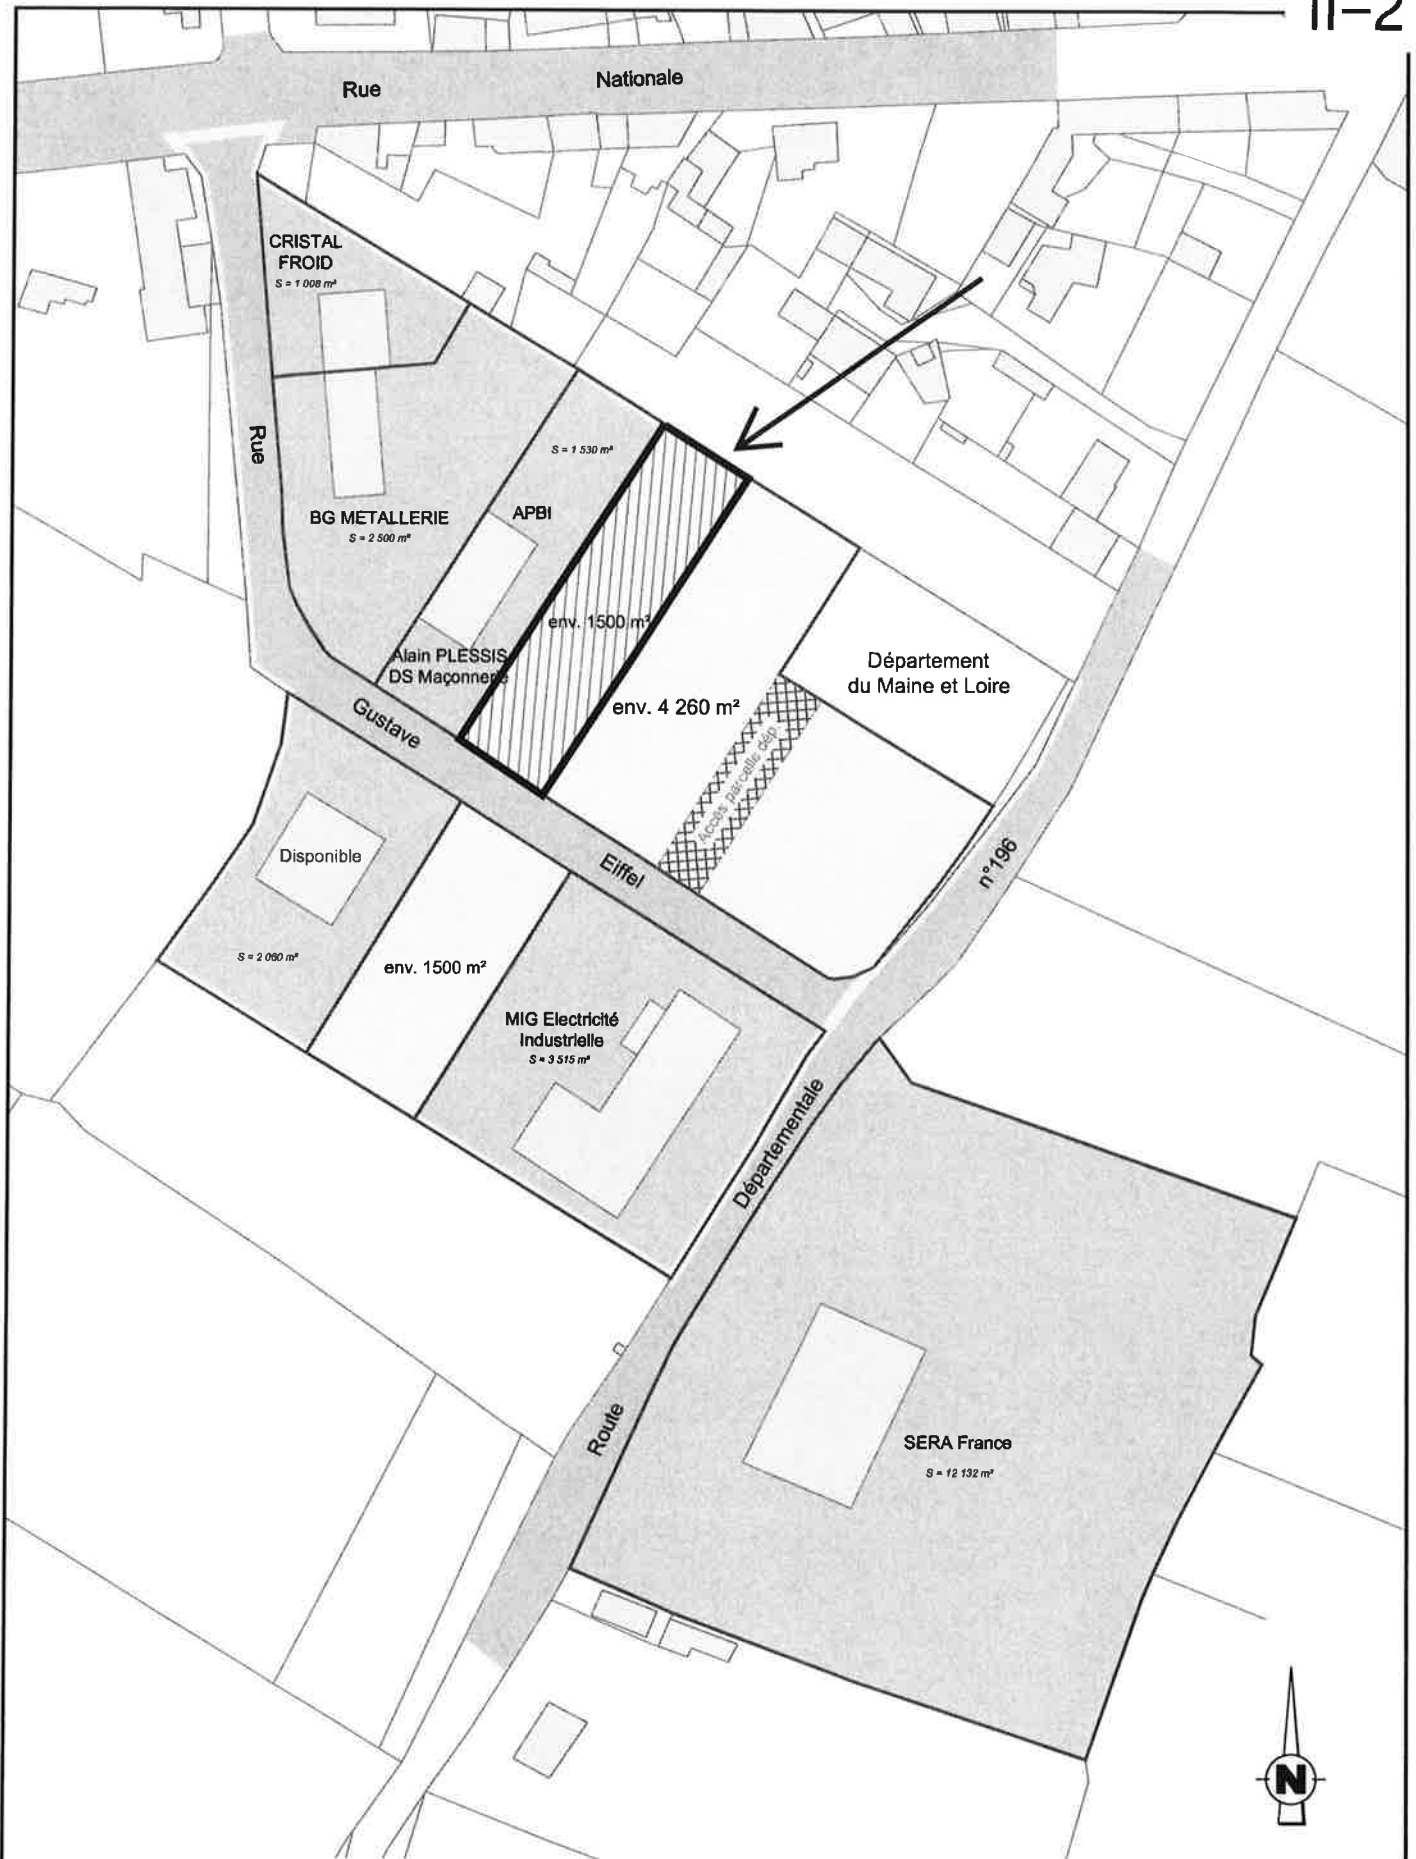 II-2
Rue
Nationale
CRISTAL
FROID
S = 1 008 m²
Rue
S = 1 530 m²
BG METALLERIE
S = 2 500 m²
APBI
env. 1500 m²
Alain PLESSIS
DS Maçonnerie
Département
du Maine et Loire
env. 4 260 m²
Gustave
Accès parcelle dép.
Disponible
Eiffel
n°196
S = 2 060 m²
env. 1500 m²
MIG Electricité
Industrielle
S = 3 515 m²
Départementale
Route
SERA France
S = 12 132 m²
N